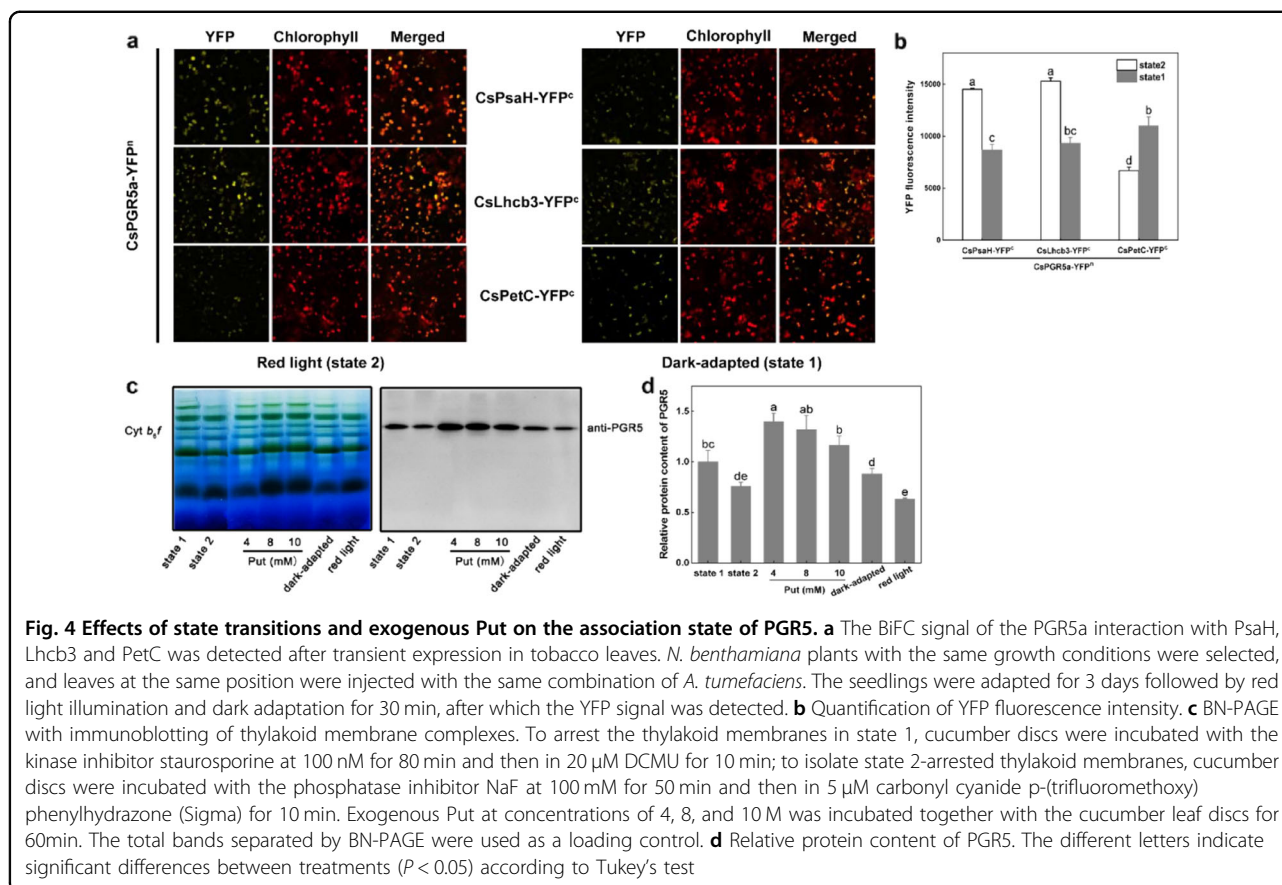 a
YFP Chlorophyll Merged
YFP Chlorophyll Merged
CsPGR5a-YFPⁿ
CsPsaH-YFPᶜ
CsLhcb3-YFPᶜ
CsPetC-YFPᶜ
Red light (state 2)
Dark-adapted (state 1)
b
state2
state1
YFP fluorescence intensity
15000
10000
5000
0
a c a bc d b
CsPsaH-YFPᶜ CsLhcb3-YFPᶜ CsPetC-YFPᶜ
CsPGR5a-YFPⁿ
c
Cyt b₆f
anti-PGR5
state 1 state 2 4 8 10 dark-adapted red light
Put (mM)
state 1 state 2 4 8 10 dark-adapted red light
Put (mM)
d
Relative protein content of PGR5
1.5
1.0
0.5
0.0
bc de a ab b d e
state 1 state 2 4 8 10 dark-adapted red light
Put (mM)
Fig. 4 Effects of state transitions and exogenous Put on the association state of PGR5. a The BiFC signal of the PGR5a interaction with PsaH,
Lhcb3 and PetC was detected after transient expression in tobacco leaves. N. benthamiana plants with the same growth conditions were selected,
and leaves at the same position were injected with the same combination of A. tumefaciens. The seedlings were adapted for 3 days followed by red
light illumination and dark adaptation for 30 min, after which the YFP signal was detected. b Quantification of YFP fluorescence intensity. c BN-PAGE
with immunoblotting of thylakoid membrane complexes. To arrest the thylakoid membranes in state 1, cucumber discs were incubated with the
kinase inhibitor staurosporine at 100 nM for 80 min and then in 20 μM DCMU for 10 min; to isolate state 2-arrested thylakoid membranes, cucumber
discs were incubated with the phosphatase inhibitor NaF at 100 mM for 50 min and then in 5 μM carbonyl cyanide p-(trifluoromethoxy)
phenylhydrazone (Sigma) for 10 min. Exogenous Put at concentrations of 4, 8, and 10 M was incubated together with the cucumber leaf discs for
60min. The total bands separated by BN-PAGE were used as a loading control. d Relative protein content of PGR5. The different letters indicate
significant differences between treatments (P < 0.05) according to Tukey's test